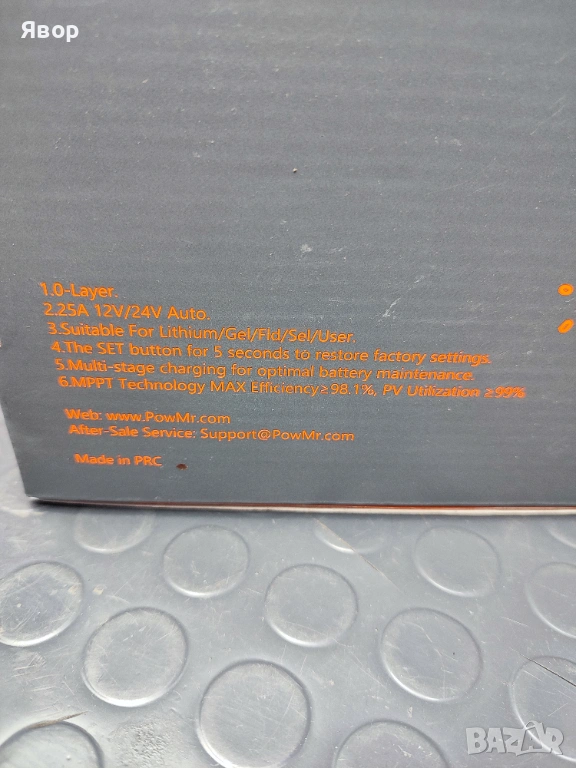 Явор
1.0-Layer.
2.25A 12V/24V Auto.
3.Suitable For Lithium/Gel/Fld/Sel/User.
4.The SET button for 5 seconds to restore factory settings.
5.Multi-stage charging for optimal battery maintenance.
6.MPPT Technology MAX Efficiency≥98.1%, PV Utilization ≥99%
Web: www.PowMr.com
After-Sale Service: Support@PowMr.com
Made in PRC
BAZAR